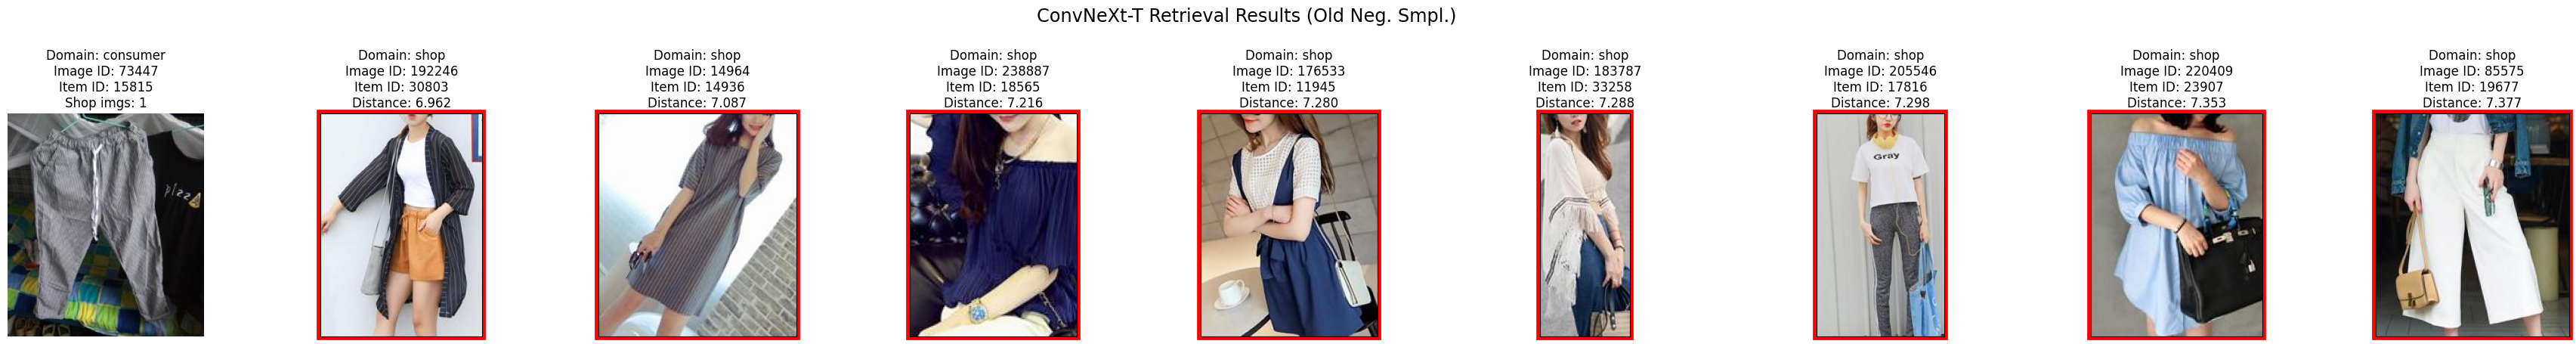 ConvNeXt-T Retrieval Results (Old Neg. Smpl.)
Domain: consumer
Image ID: 73447
Item ID: 15815
Shop imgs: 1
Domain: shop
Image ID: 192246
Item ID: 30803
Distance: 6.962
Domain: shop
Image ID: 14964
Item ID: 14936
Distance: 7.087
Domain: shop
Image ID: 238887
Item ID: 18565
Distance: 7.216
Domain: shop
Image ID: 176533
Item ID: 11945
Distance: 7.280
Domain: shop
Image ID: 183787
Item ID: 33258
Distance: 7.288
Domain: shop
Image ID: 205546
Item ID: 17816
Distance: 7.298
Domain: shop
Image ID: 220409
Item ID: 23907
Distance: 7.353
Domain: shop
Image ID: 85575
Item ID: 19677
Distance: 7.377
pizza
Gray